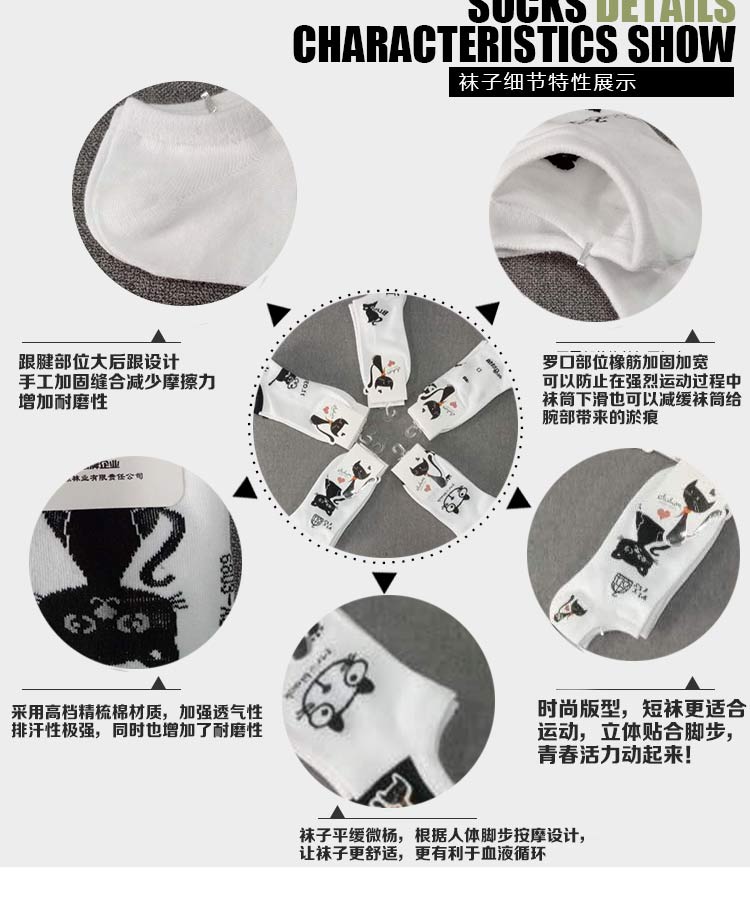 SOCKS DETAILS
CHARACTERISTICS SHOW
袜子细节特性展示
跟腱部位大后跟设计
手工加固缝合减少摩擦力
增加耐磨性
罗口部位橡筋加固加宽
可以防止在强烈运动过程中
袜筒下滑也可以减缓袜筒给
腕部带来的淤痕
袜业有限责任公司
采用高档精梳棉材质，加强透气性
排汗性极强，同时也增加了耐磨性
时尚版型，短袜更适合
运动，立体贴合脚步，
青春活力动起来！
袜子平缓微杨，根据人体脚步按摩设计，
让袜子更舒适，更有利于血液循环